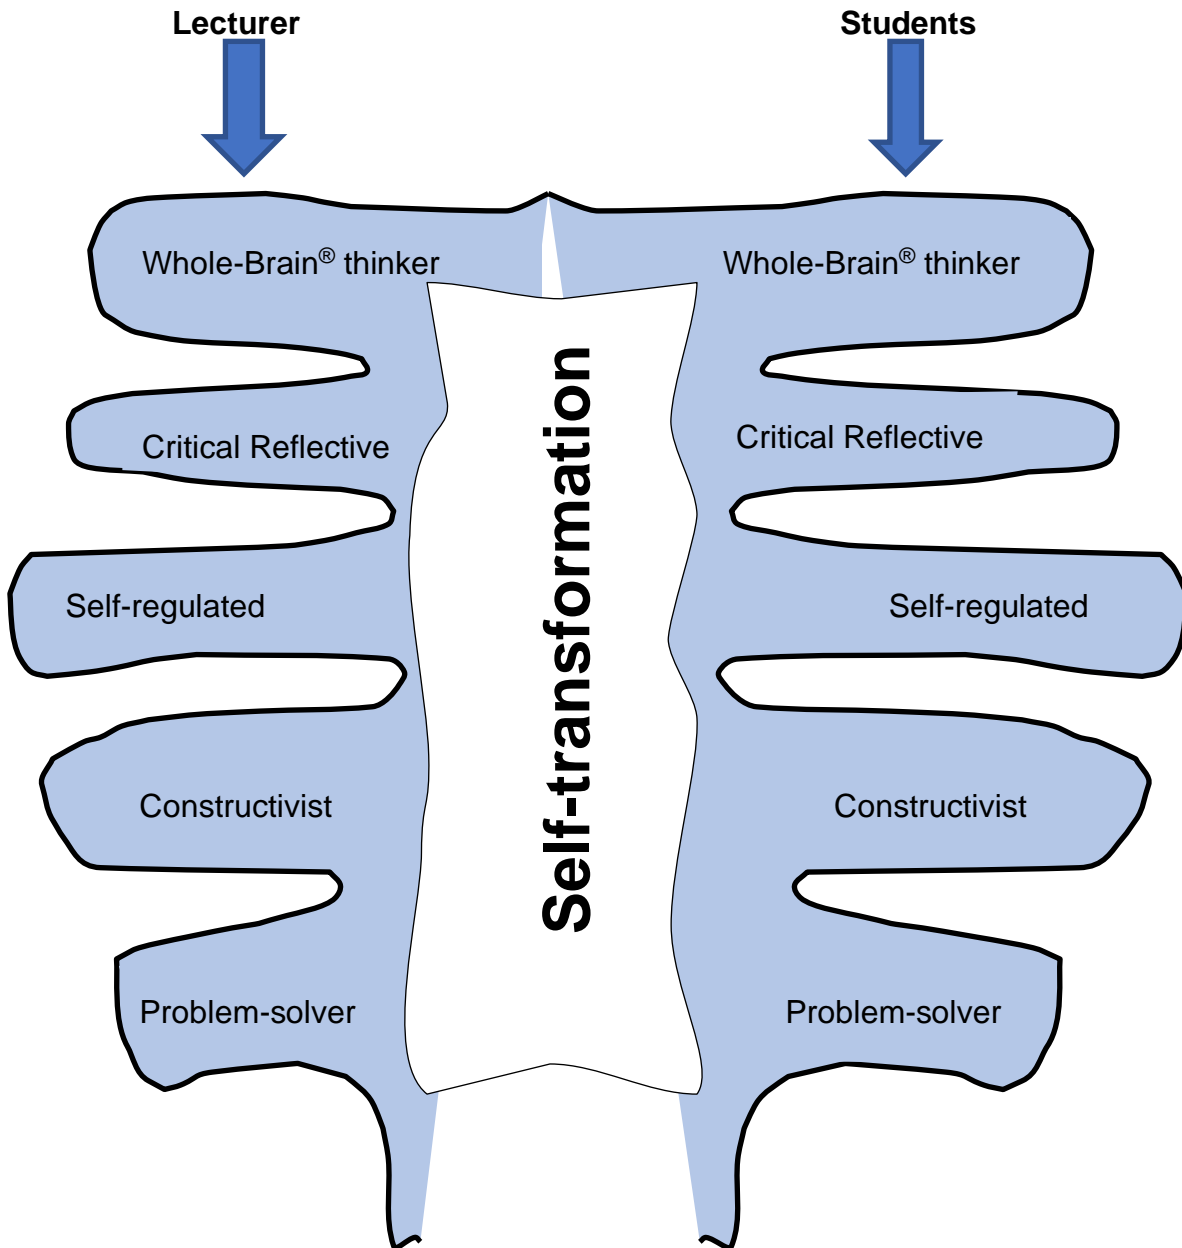 Lecturer
Students
Whole-Brain® thinker
Whole-Brain® thinker
Critical Reflective
Critical Reflective
Self-regulated
Self-regulated
Constructivist
Constructivist
Problem-solver
Problem-solver
Self-transformation